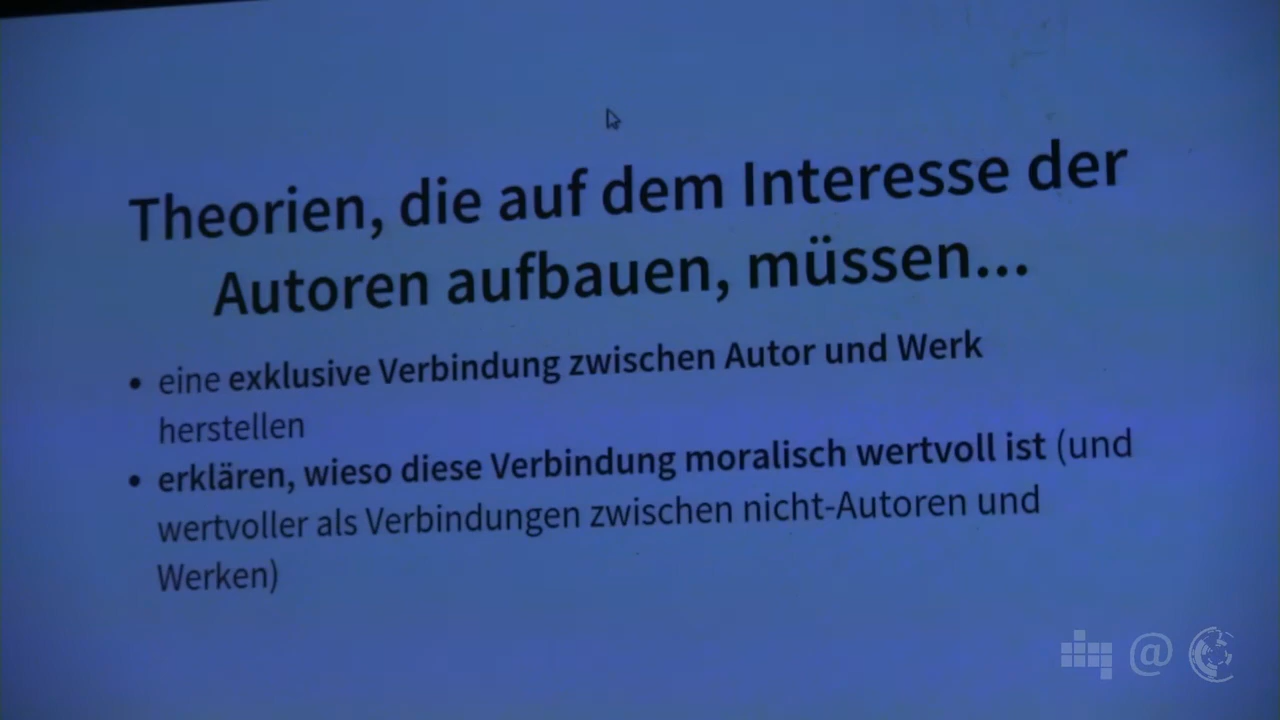 Theorien, die auf dem Interesse der
Autoren aufbauen, müssen...
• eine exklusive Verbindung zwischen Autor und Werk
herstellen
• erklären, wieso diese Verbindung moralisch wertvoll ist (und
wertvoller als Verbindungen zwischen nicht-Autoren und
Werken)
@